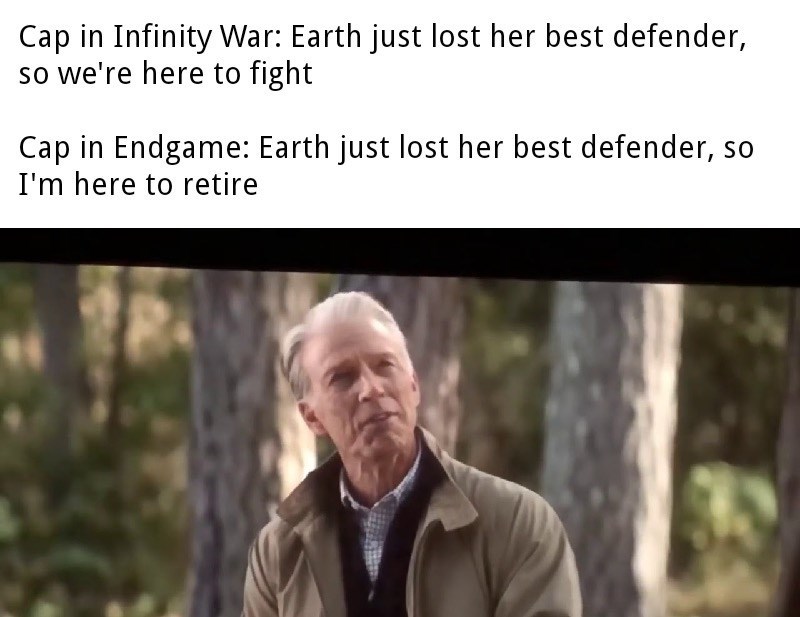 Cap in Infinity War: Earth just lost her best defender,
so we're here to fight
Cap in Endgame: Earth just lost her best defender, so
I'm here to retire